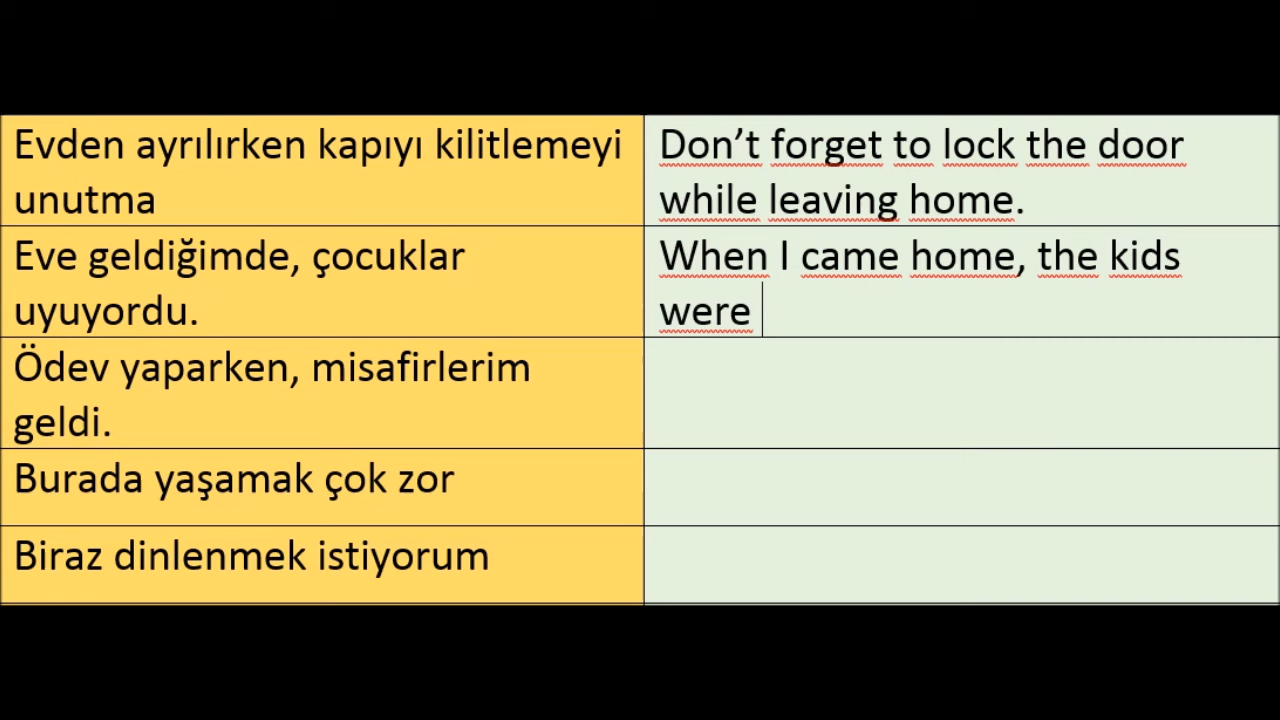 Evden ayrılırken kapıyı kilitlemeyi
unutma
Don’t forget to lock the door
while leaving home.
Eve geldiğimde, çocuklar
uyuyordu.
When I came home, the kids
were
Ödev yaparken, misafirlerim
geldi.
Burada yaşamak çok zor
Biraz dinlenmek istiyorum